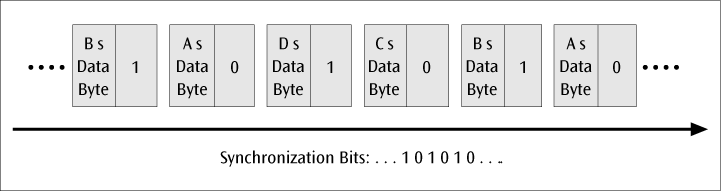 B s A s D s C s B s A s
.... Data 1 Data 0 Data 1 Data 0 Data 1 Data 0 ....
Byte Byte Byte Byte Byte Byte
Synchronization Bits: . . . 1 0 1 0 1 0 . . ..